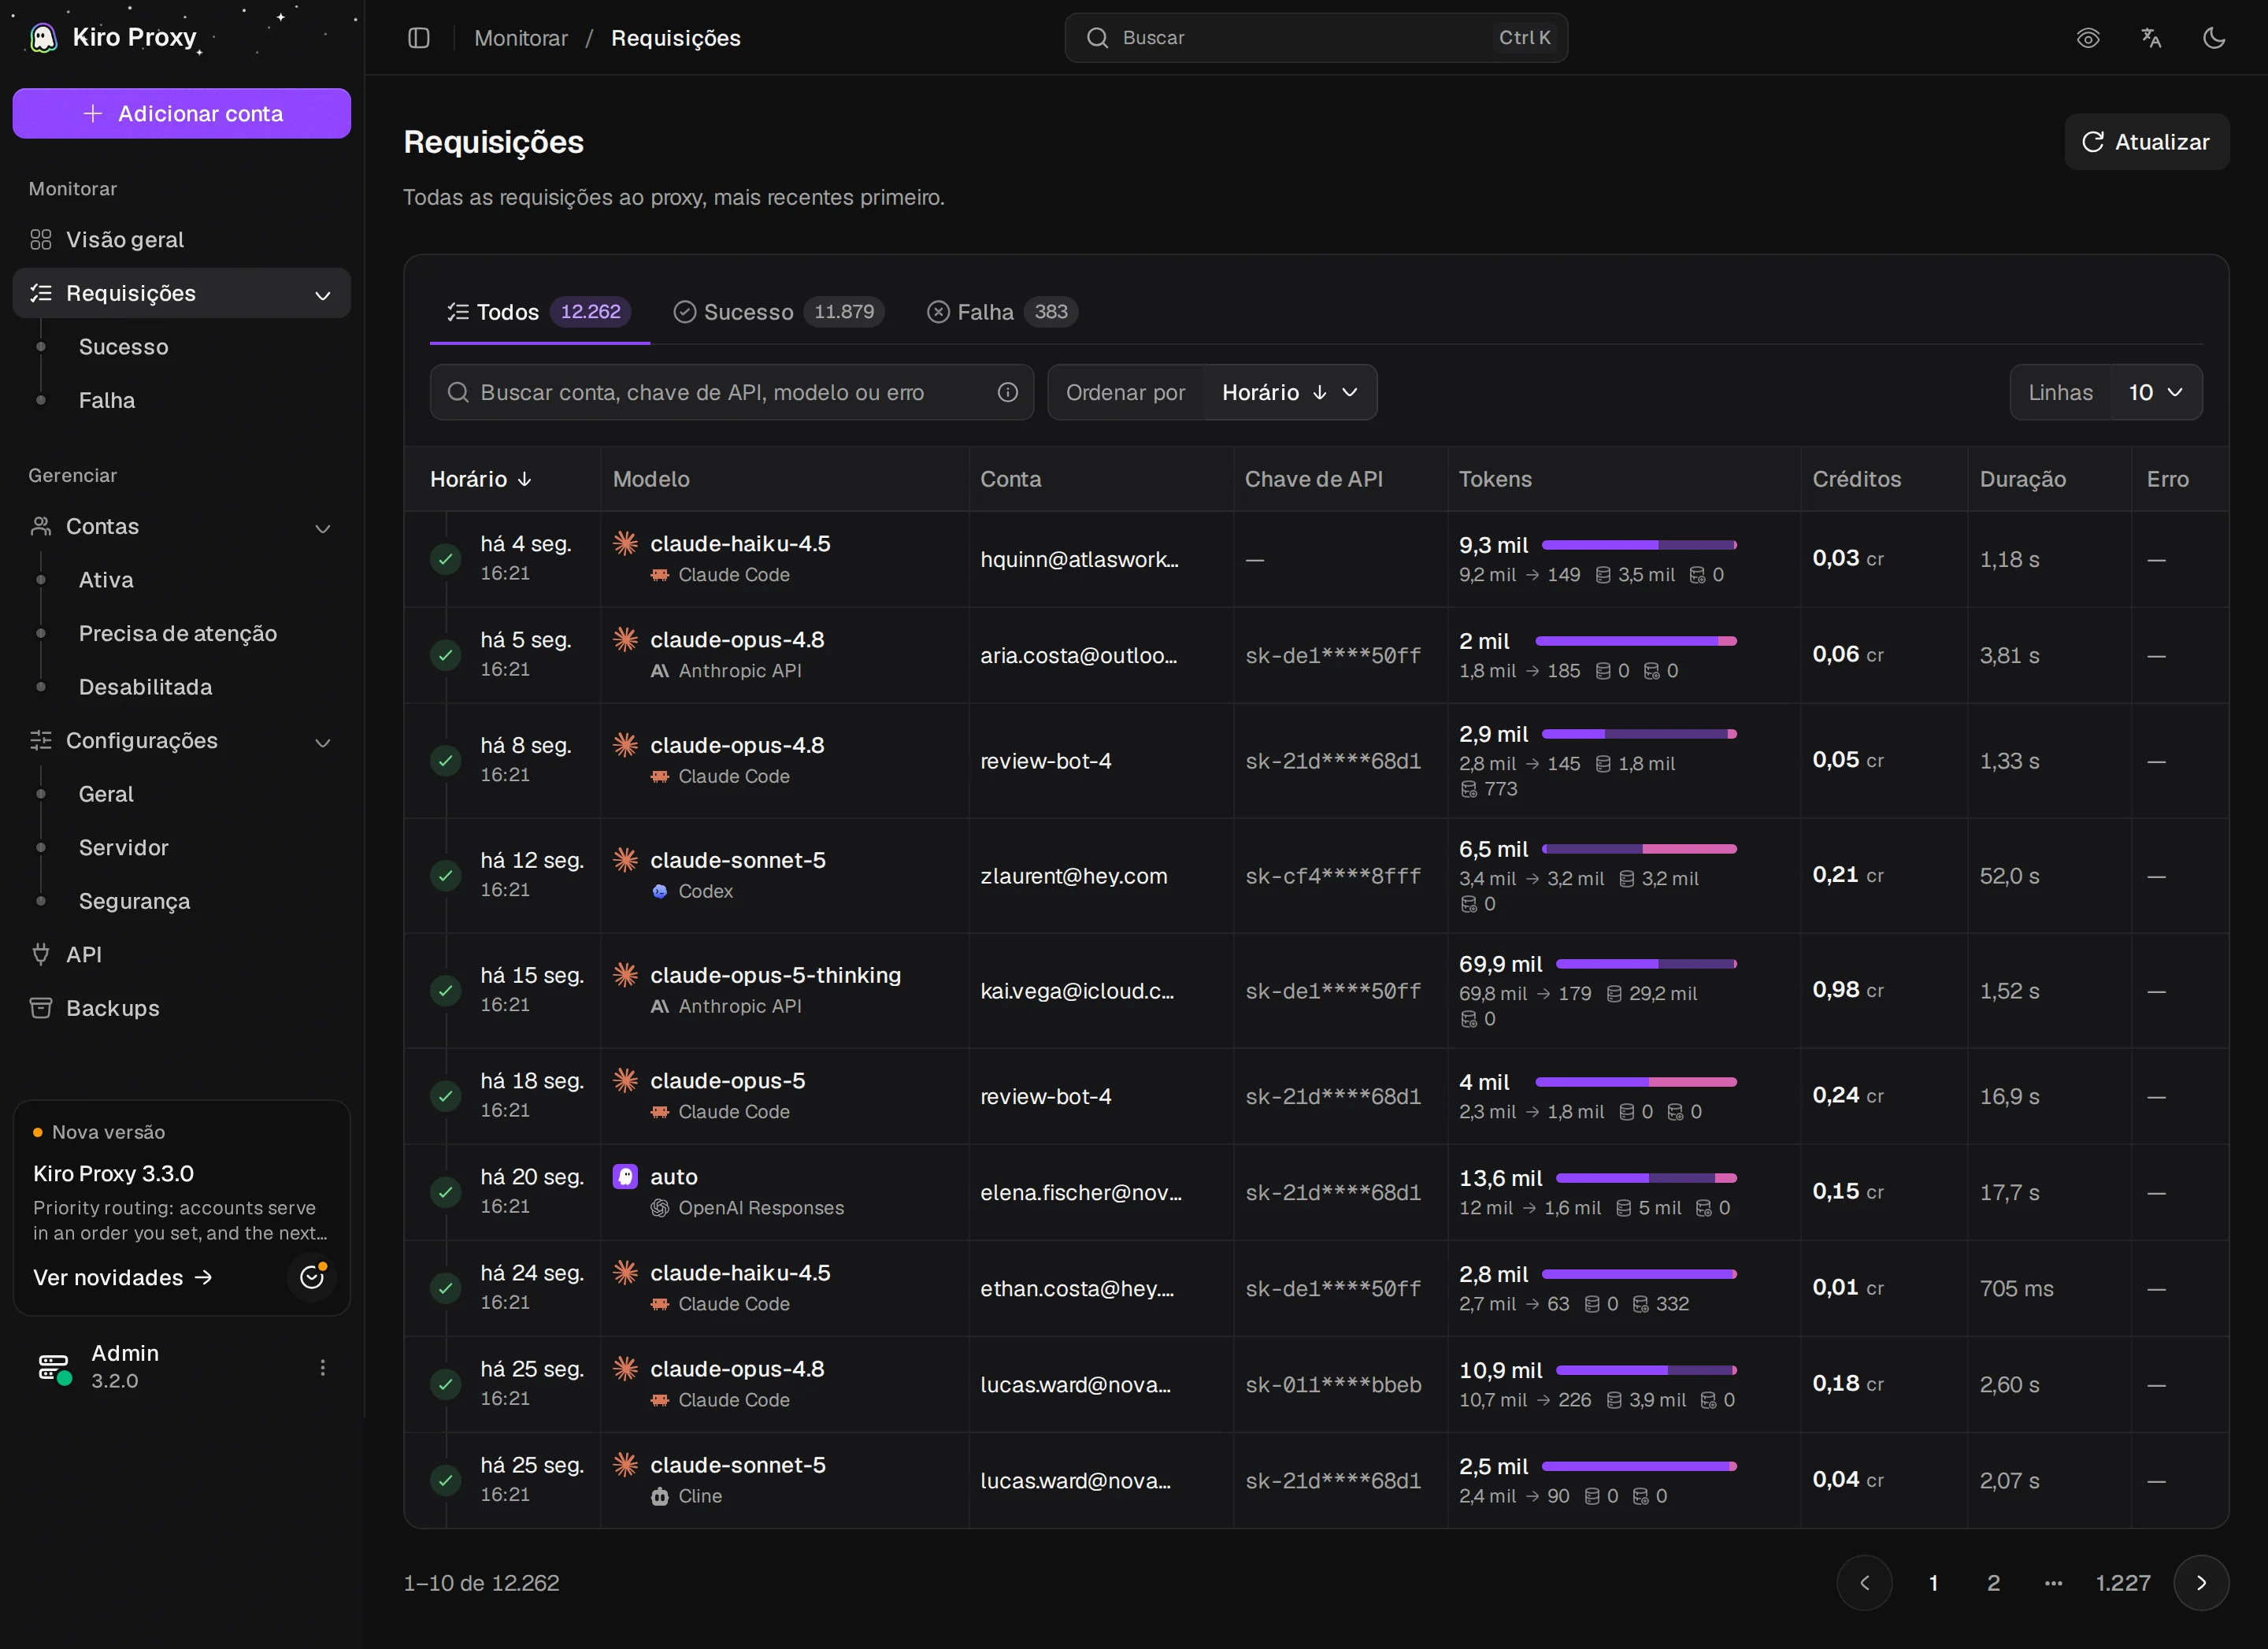 Kiro Proxy
Adicionar conta
Monitorar
Visão geral
Requisições
Sucesso
Falha
Gerenciar
Contas
Ativa
Precisa de atenção
Desabilitada
Configurações
Geral
Servidor
Segurança
API
Backups
Nova versão
Kiro Proxy 3.3.0
Priority routing: accounts serve
in an order you set, and the next…
Ver novidades →
Admin
3.2.0
Monitorar / Requisições
Buscar Ctrl K
Requisições
Atualizar
Todas as requisições ao proxy, mais recentes primeiro.
Todos 12.262 Sucesso 11.879 Falha 383
Buscar conta, chave de API, modelo ou erro Ordenar por Horário ↓ Linhas 10
Horário ↓ Modelo Conta Chave de API Tokens Créditos Duração Erro
há 4 seg. claude-haiku-4.5 hquinn@atlaswork… — 9,3 mil 0,03 cr 1,18 s —
16:21 Claude Code 9,2 mil → 149 3,5 mil 0
há 5 seg. claude-opus-4.8 aria.costa@outloo… sk-de1****50ff 2 mil 0,06 cr 3,81 s —
16:21 Anthropic API 1,8 mil → 185 0 0
há 8 seg. claude-opus-4.8 review-bot-4 sk-21d****68d1 2,9 mil 0,05 cr 1,33 s —
16:21 Claude Code 2,8 mil → 145 1,8 mil
773
há 12 seg. claude-sonnet-5 zlaurent@hey.com sk-cf4****8fff 6,5 mil 0,21 cr 52,0 s —
16:21 Codex 3,4 mil → 3,2 mil 3,2 mil
0
há 15 seg. claude-opus-5-thinking kai.vega@icloud.c… sk-de1****50ff 69,9 mil 0,98 cr 1,52 s —
16:21 Anthropic API 69,8 mil → 179 29,2 mil
0
há 18 seg. claude-opus-5 review-bot-4 sk-21d****68d1 4 mil 0,24 cr 16,9 s —
16:21 Claude Code 2,3 mil → 1,8 mil 0 0
há 20 seg. auto elena.fischer@nov… sk-21d****68d1 13,6 mil 0,15 cr 17,7 s —
16:21 OpenAI Responses 12 mil → 1,6 mil 5 mil 0
há 24 seg. claude-haiku-4.5 ethan.costa@hey.… sk-de1****50ff 2,8 mil 0,01 cr 705 ms —
16:21 Claude Code 2,7 mil → 63 0 332
há 25 seg. claude-opus-4.8 lucas.ward@nova… sk-011****bbeb 10,9 mil 0,18 cr 2,60 s —
16:21 Claude Code 10,7 mil → 226 3,9 mil 0
há 25 seg. claude-sonnet-5 lucas.ward@nova… sk-21d****68d1 2,5 mil 0,04 cr 2,07 s —
16:21 Cline 2,4 mil → 90 0 0
1–10 de 12.262 1 2 ··· 1.227